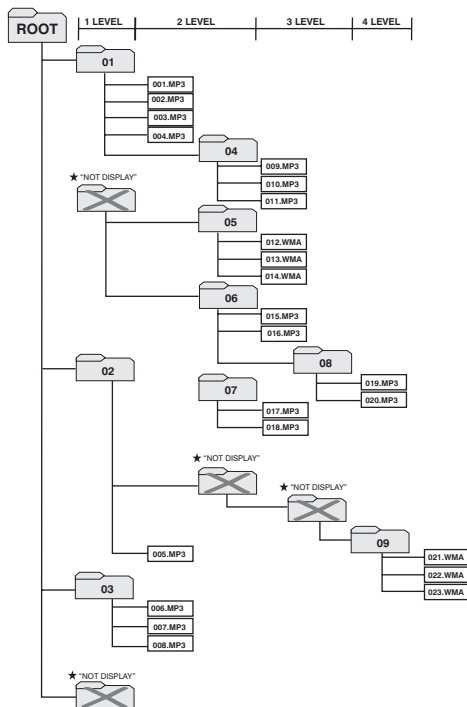 1 LEVEL 2 LEVEL 3 LEVEL 4 LEVEL
ROOT
01
001.MP3
002.MP3
003.MP3
004.MP3
04
009.MP3
010.MP3
011.MP3
★ "NOT DISPLAY"
05
012.WMA
013.WMA
014.WMA
06
015.MP3
016.MP3
08
019.MP3
020.MP3
02
07
017.MP3
018.MP3
★ "NOT DISPLAY"
★ "NOT DISPLAY"
09
021.WMA
022.WMA
023.WMA
005.MP3
03
006.MP3
007.MP3
008.MP3
★ "NOT DISPLAY"